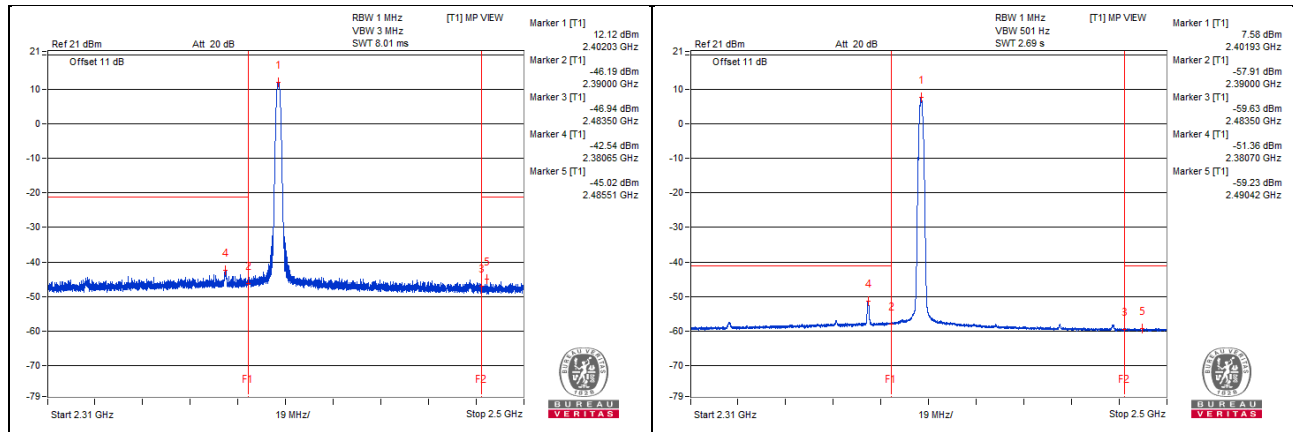 RBW 1 MHz
[T1] MP VIEW
VBW 3 MHz
Ref 21 dBm
Att 20 dB
SWT 8.01 ms
Offset 11 dB
21
10
0
-10
-20
-30
-40
-50
-60
-70
-79
1
4
2
3
5
F1
F2
Start 2.31 GHz
19 MHz/
Stop 2.5 GHz
Marker 1 [T1]
12.12 dBm
2.40203 GHz
Marker 2 [T1]
-46.19 dBm
2.39000 GHz
Marker 3 [T1]
-46.94 dBm
2.48350 GHz
Marker 4 [T1]
-42.54 dBm
2.38065 GHz
Marker 5 [T1]
-45.02 dBm
2.48551 GHz
BUREAU VERITAS
1828
BUREAU
VERITAS
RBW 1 MHz
[T1] MP VIEW
VBW 501 Hz
Ref 21 dBm
Att 20 dB
SWT 2.69 s
Offset 11 dB
21
10
0
-10
-20
-30
-40
-50
-60
-70
-79
1
4
2
3
5
F1
F2
Start 2.31 GHz
19 MHz/
Stop 2.5 GHz
Marker 1 [T1]
7.58 dBm
2.40193 GHz
Marker 2 [T1]
-57.91 dBm
2.39000 GHz
Marker 3 [T1]
-59.63 dBm
2.48350 GHz
Marker 4 [T1]
-51.36 dBm
2.38070 GHz
Marker 5 [T1]
-59.23 dBm
2.49042 GHz
BUREAU VERITAS
1828
BUREAU
VERITAS